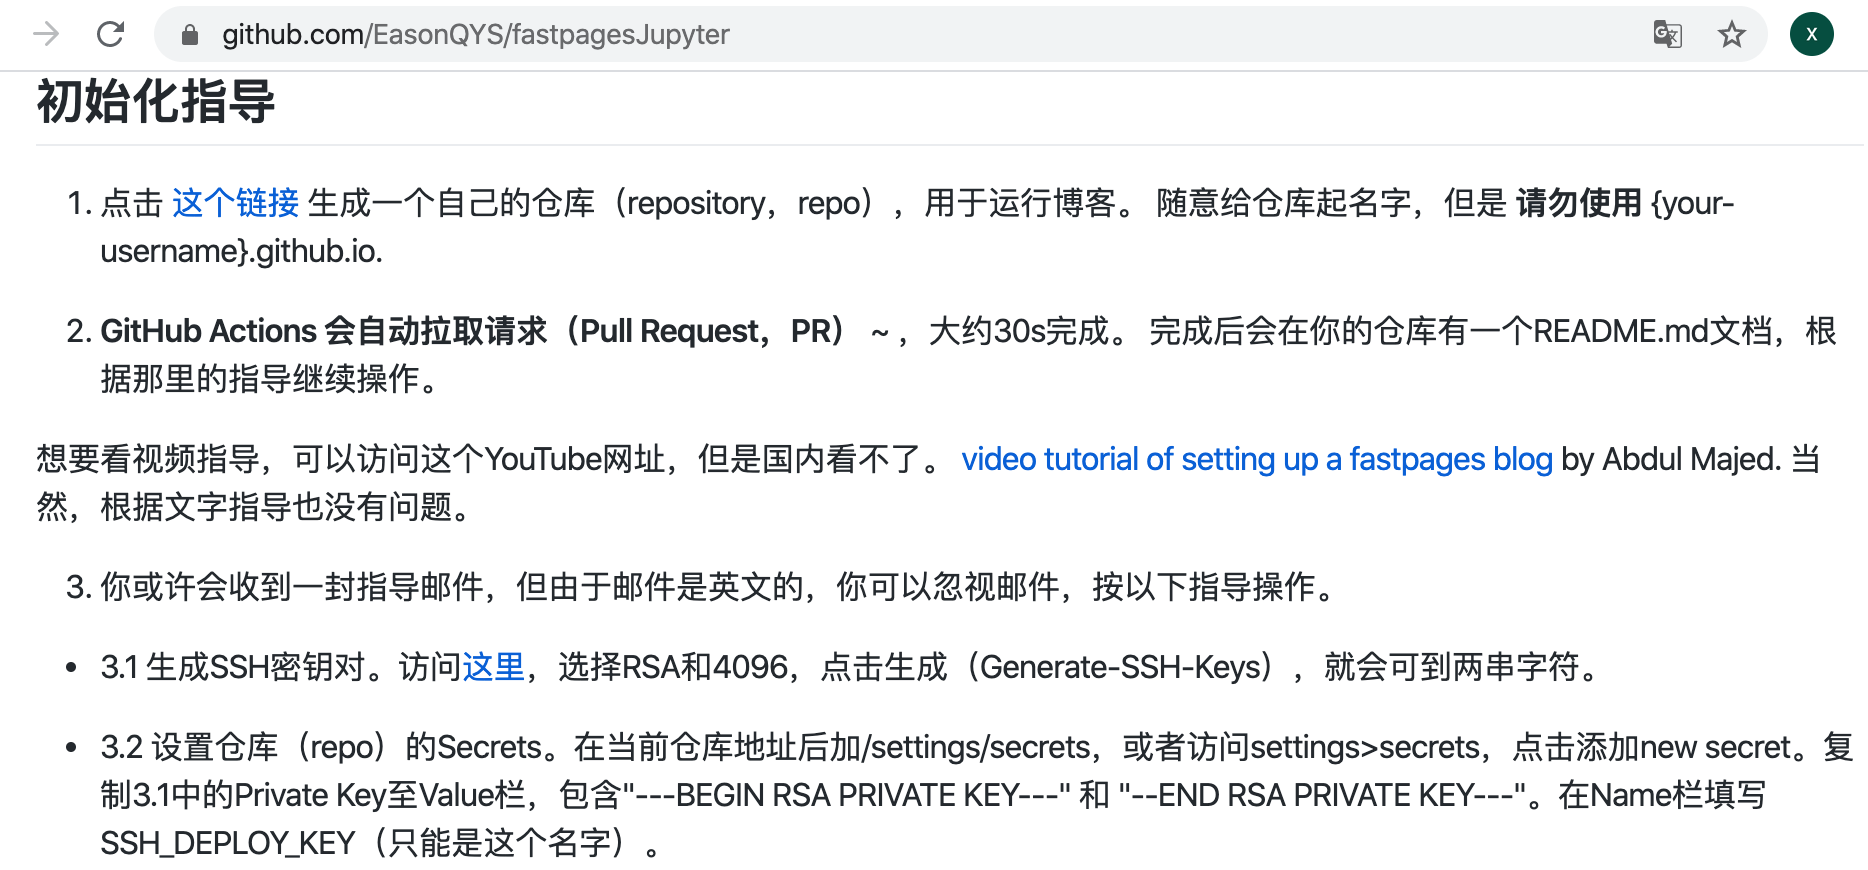 github.com/EasonQYS/fastpagesJupyter
X
初始化指导
1. 点击 这个链接 生成一个自己的仓库（repository，repo），用于运行博客。 随意给仓库起名字，但是 请勿使用 {your-
username}.github.io.
2. GitHub Actions 会自动拉取请求（Pull Request，PR） ~ ，大约30s完成。 完成后会在你的仓库有一个README.md文档，根
据那里的指导继续操作。
想要看视频指导，可以访问这个YouTube网址，但是国内看不了。 video tutorial of setting up a fastpages blog by Abdul Majed. 当
然，根据文字指导也没有问题。
3. 你或许会收到一封指导邮件，但由于邮件是英文的，你可以忽视邮件，按以下指导操作。
• 3.1 生成SSH密钥对。访问这里，选择RSA和4096，点击生成（Generate-SSH-Keys），就会可到两串字符。
• 3.2 设置仓库（repo）的Secrets。在当前仓库地址后加/settings/secrets，或者访问settings>secrets，点击添加new secret。复
制3.1中的Private Key至Value栏，包含"---BEGIN RSA PRIVATE KEY---" 和 "--END RSA PRIVATE KEY---"。在Name栏填写
SSH_DEPLOY_KEY（只能是这个名字）。